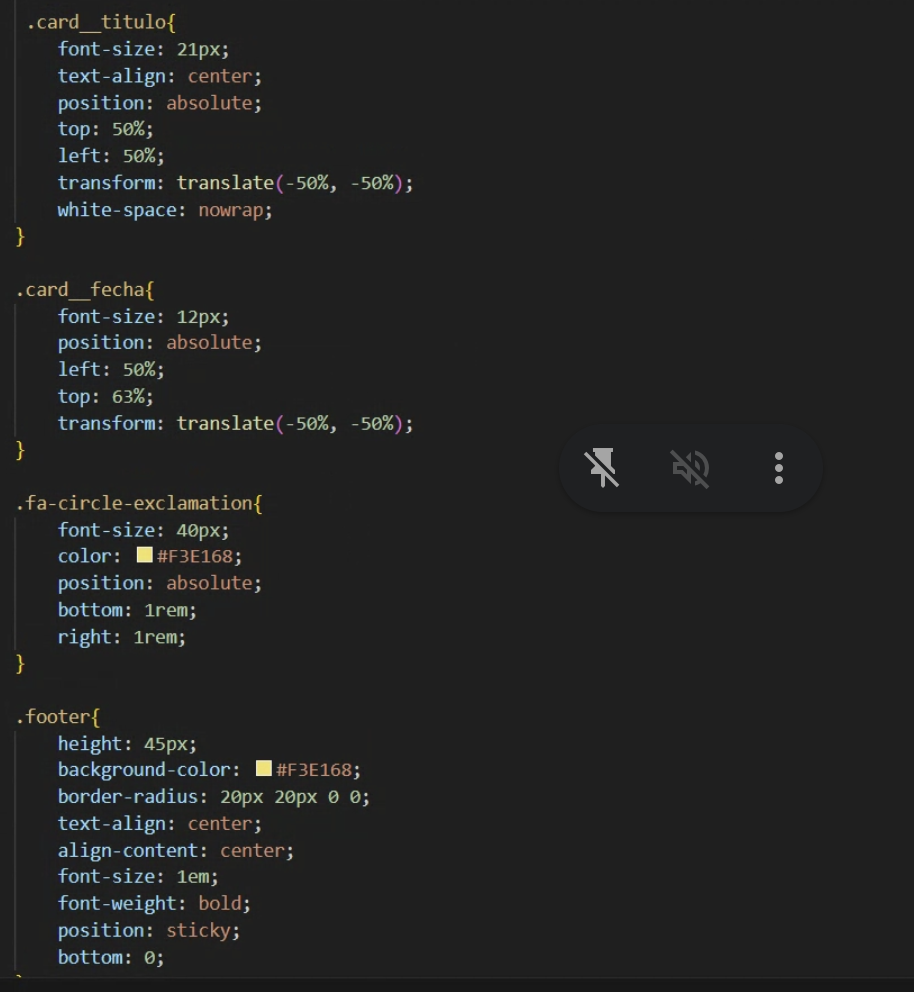 .card__titulo{
font-size: 21px;
text-align: center;
position: absolute;
top: 50%;
left: 50%;
transform: translate(-50%, -50%);
white-space: nowrap;
}
.card__fecha{
font-size: 12px;
position: absolute;
left: 50%;
top: 63%;
transform: translate(-50%, -50%);
}
.fa-circle-exclamation{
font-size: 40px;
color: #F3E168;
position: absolute;
bottom: 1rem;
right: 1rem;
}
.footer{
height: 45px;
background-color: #F3E168;
border-radius: 20px 20px 0 0;
text-align: center;
align-content: center;
font-size: 1em;
font-weight: bold;
position: sticky;
bottom: 0;